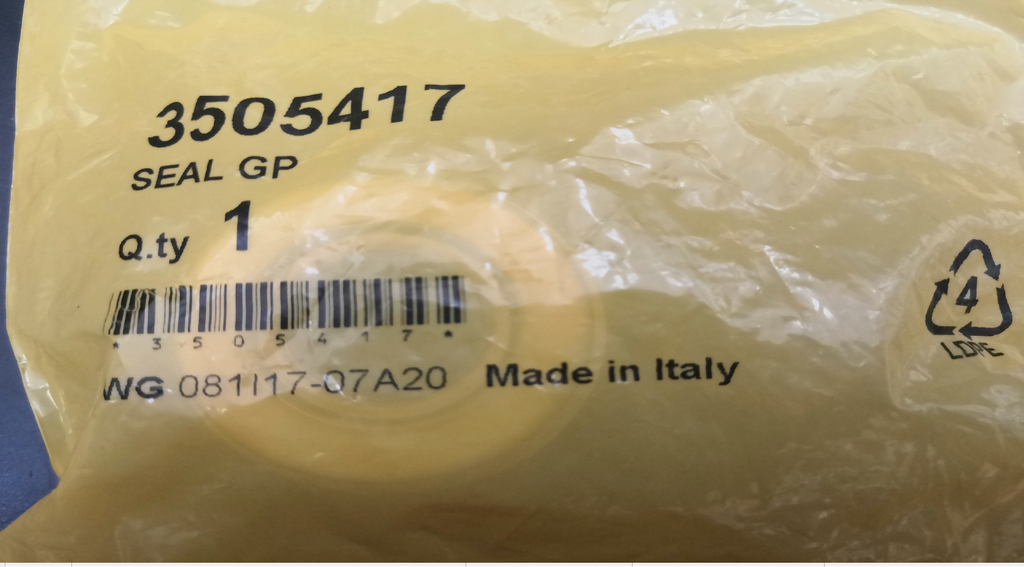 3505417
SEAL GP
Q.ty 1
* 3 5 0 5 4 1 7 *
WG 081I17-07A20 Made in Italy
4
LDPE